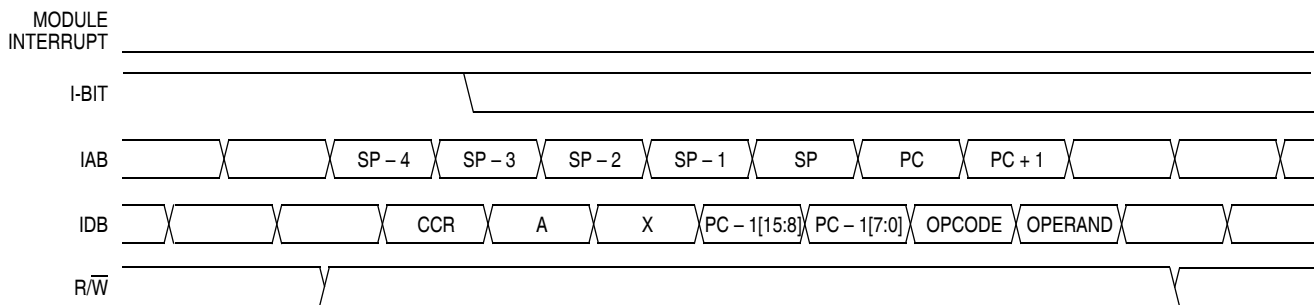 MODULE
INTERRUPT
I-BIT
IAB
SP – 4
SP – 3
SP – 2
SP – 1
SP
PC
PC + 1
IDB
CCR
A
X
PC – 1[15:8]
PC – 1[7:0]
OPCODE
OPERAND
R/W̅